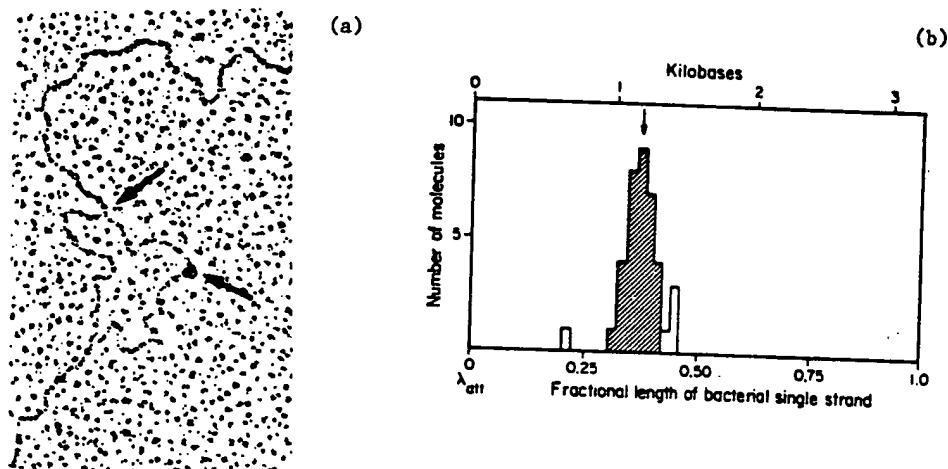 (a)
(b)
Kilobases
0 1 2 3
10
5
0
Number of molecules
0 0.25 0.50 0.75 1.0
λatt Fractional length of bacterial single strand